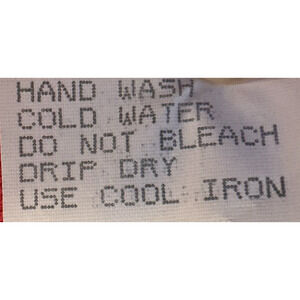 HAND WASH
COLD WATER
DO NOT BLEACH
DRIP DRY
USE COOL IRON